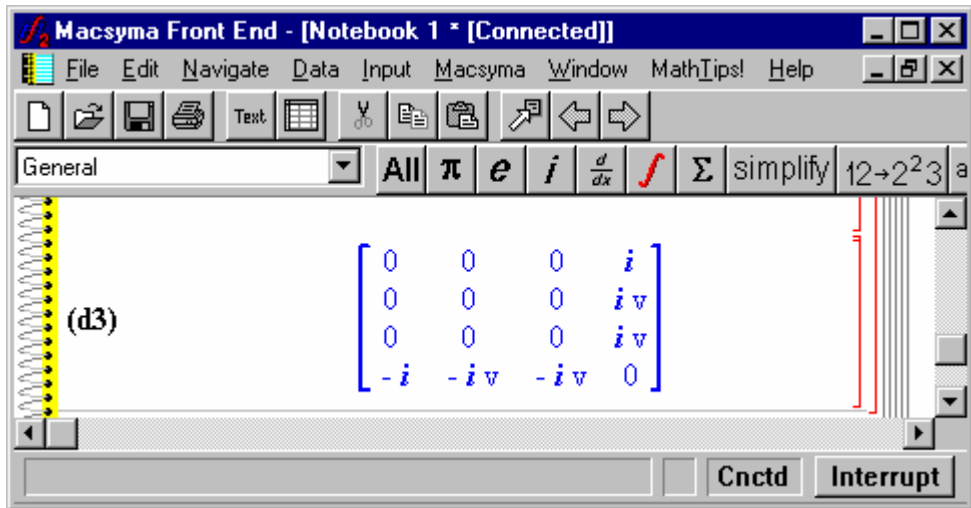 Macsyma Front End - [Notebook 1 * [Connected]]
File Edit Navigate Data Input Macsyma Window MathTips! Help
Text
General All π e i d/dx ∫ Σ simplify 12→2²3 a
0 0 0 i
0 0 0 i v
(d3)
0 0 0 i v
- i - i v - i v 0
Cnctd Interrupt